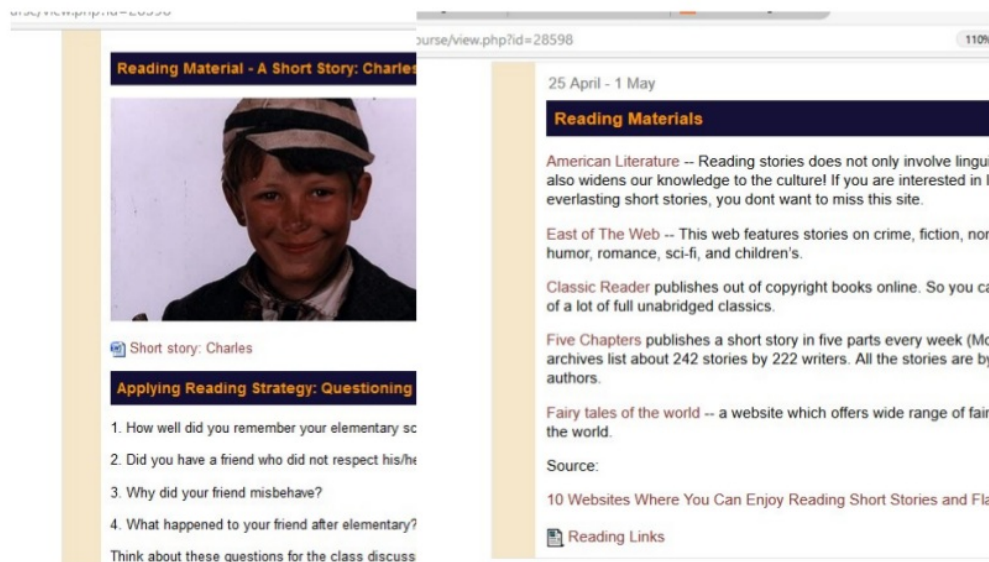 Reading Material - A Short Story: Charles
Short story: Charles
Applying Reading Strategy: Questioning
1. How well did you remember your elementary sc
2. Did you have a friend who did not respect his/he
3. Why did your friend misbehave?
4. What happened to your friend after elementary?
Think about these questions for the class discuss
urse/view.php?id=28598
110%
25 April - 1 May
Reading Materials
American Literature -- Reading stories does not only involve lingui
also widens our knowledge to the culture! If you are interested in l
everlasting short stories, you dont want to miss this site.
East of The Web -- This web features stories on crime, fiction, nor
humor, romance, sci-fi, and children's.
Classic Reader publishes out of copyright books online. So you ca
of a lot of full unabridged classics.
Five Chapters publishes a short story in five parts every week (Mo
archives list about 242 stories by 222 writers. All the stories are by
authors.
Fairy tales of the world -- a website which offers wide range of fair
the world.
Source:
10 Websites Where You Can Enjoy Reading Short Stories and Fla
Reading Links